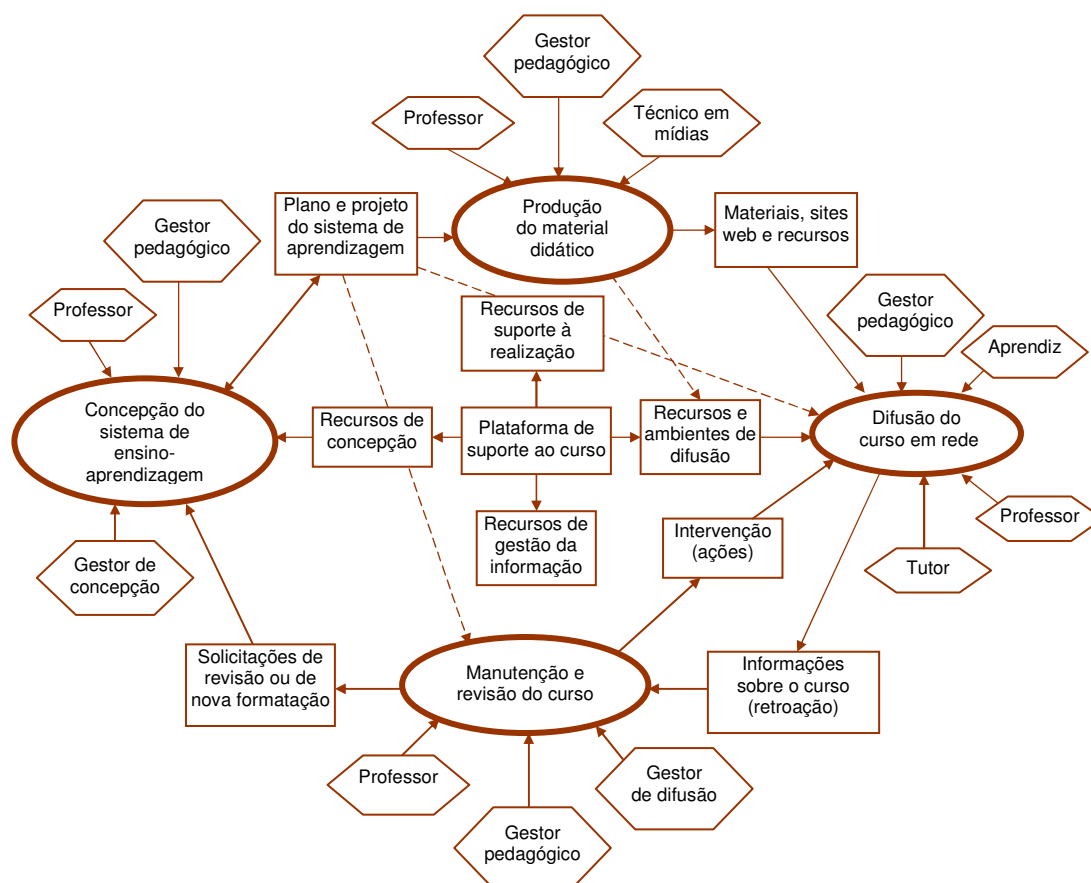 Gestor
pedagógico
Professor
Técnico em
mídias
Produção
do material
didático
Plano e projeto
do sistema de
aprendizagem
Materiais, sites
web e recursos
Gestor
pedagógico
Professor
Gestor
pedagógico
Aprendiz
Recursos de
suporte à
realização
Concepção do
sistema de
ensino-
aprendizagem
Recursos de
concepção
Plataforma de
suporte ao curso
Recursos e
ambientes de
difusão
Difusão do
curso em rede
Recursos de
gestão da
informação
Intervenção
(ações)
Professor
Tutor
Gestor de
concepção
Solicitações de
revisão ou de
nova formatação
Manutenção e
revisão do curso
Informações
sobre o curso
(retroação)
Professor
Gestor
pedagógico
Gestor
de difusão